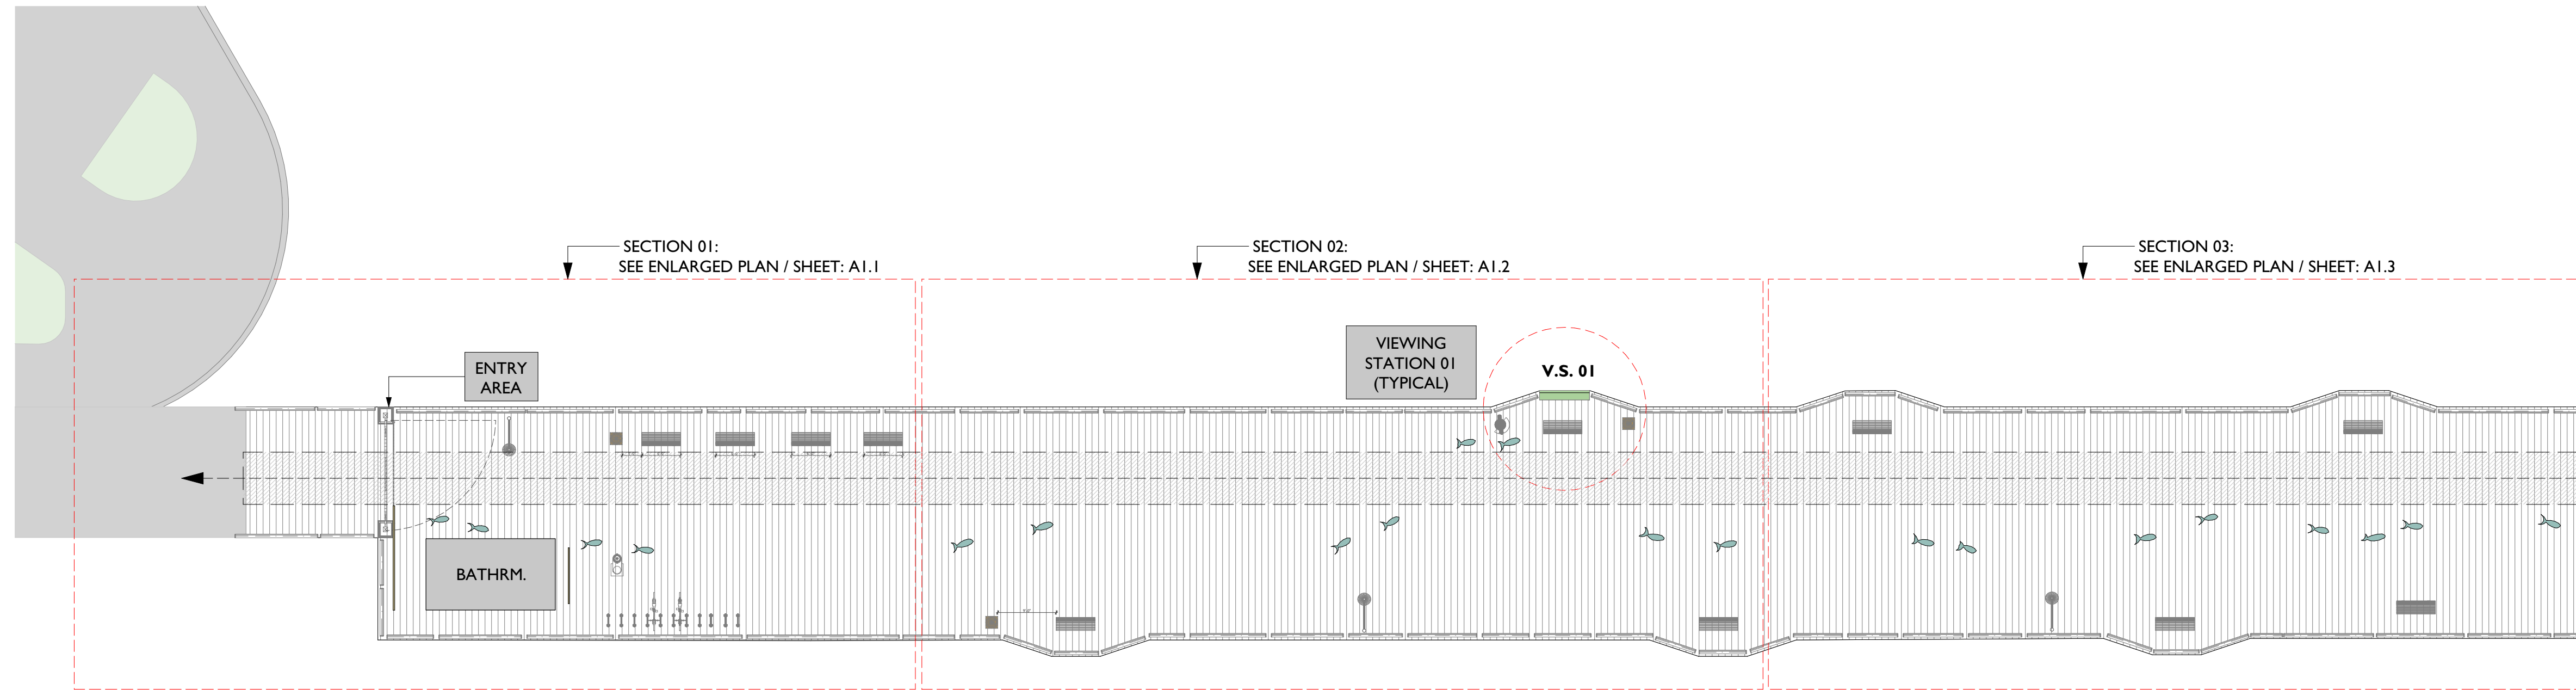 SECTION 01:
SEE ENLARGED PLAN / SHEET: A1.1
SECTION 02:
SEE ENLARGED PLAN / SHEET: A1.2
SECTION 03:
SEE ENLARGED PLAN / SHEET: A1.3
ENTRY
AREA
VIEWING
STATION 01
(TYPICAL)
V.S. 01
BATHRM.